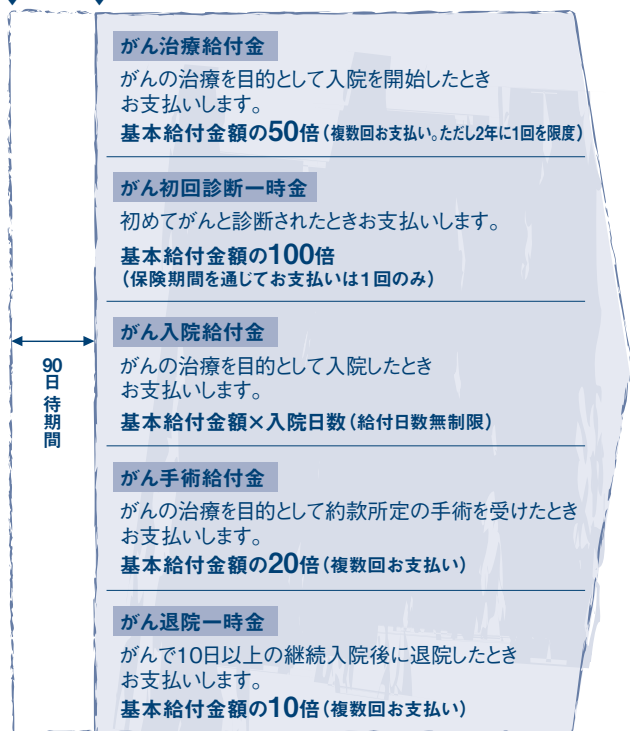 がん治療給付金
がんの治療を目的として入院を開始したとき
お支払いします。
基本給付金額の50倍（複数回お支払い。ただし2年に1回を限度）
がん初回診断一時金
初めてがんと診断されたときお支払いします。
基本給付金額の100倍
（保険期間を通じてお支払いは1回のみ）
90日 待期間
がん入院給付金
がんの治療を目的として入院したとき
お支払いします。
基本給付金額×入院日数（給付日数無制限）
がん手術給付金
がんの治療を目的として約款所定の手術を受けたとき
お支払いします。
基本給付金額の20倍（複数回お支払い）
がん退院一時金
がんで10日以上の継続入院後に退院したとき
お支払いします。
基本給付金額の10倍（複数回お支払い）